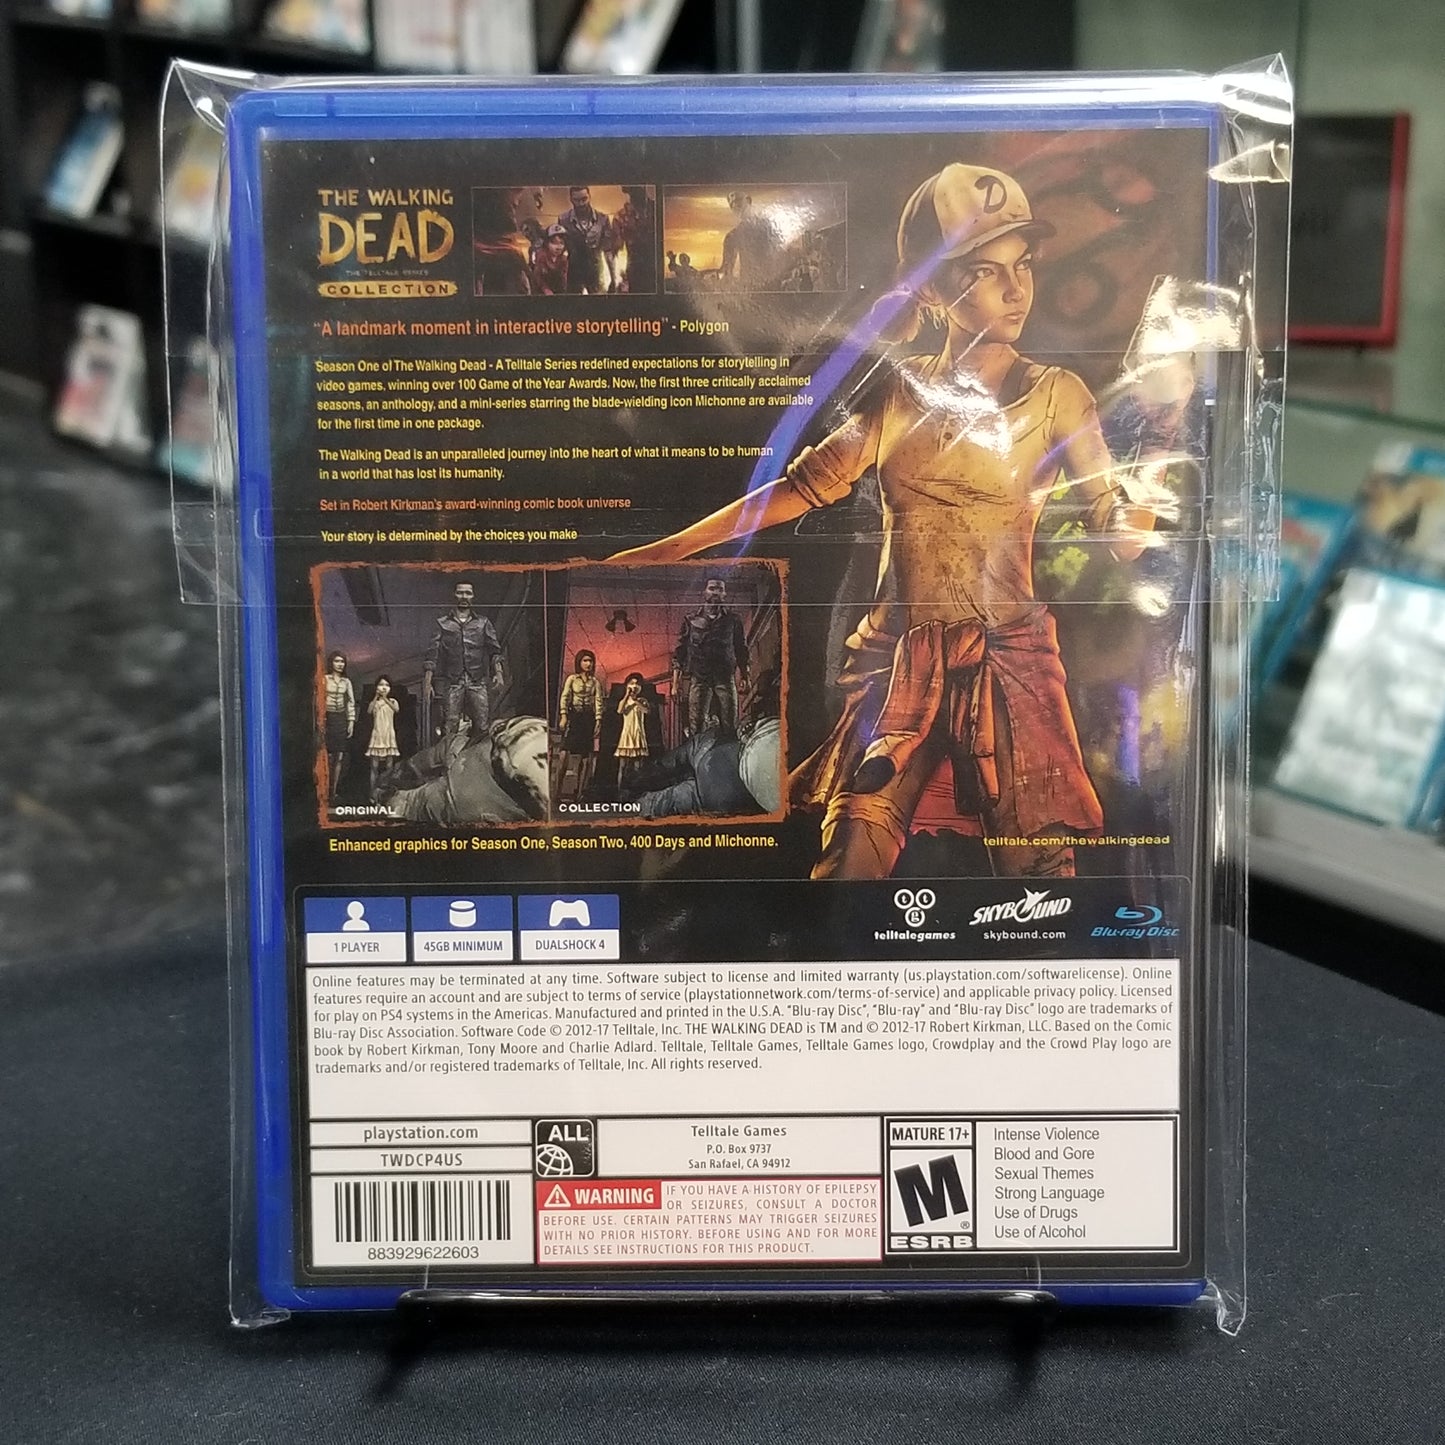 THE WALKING
DEAD
THE TELLTALE SERIES
COLLECTION
D
"A landmark moment in interactive storytelling" - Polygon
Season One of The Walking Dead - A Telltale Series redefined expectations for storytelling in
video games, winning over 100 Game of the Year Awards. Now, the first three critically acclaimed
seasons, an anthology, and a mini-series starring the blade-wielding icon Michonne are available
for the first time in one package.
The Walking Dead is an unparalleled journey into the heart of what it means to be human
in a world that has lost its humanity.
Set in Robert Kirkman's award-winning comic book universe
Your story is determined by the choices you make
ORIGINAL
COLLECTION
Enhanced graphics for Season One, Season Two, 400 Days and Michonne.
telltale.com/thewalkingdead
1 PLAYER
45GB MINIMUM
DUALSHOCK 4
ttg
telltalegames
SKYBOUND
skybound.com
Blu-ray Disc
Online features may be terminated at any time. Software subject to license and limited warranty (us.playstation.com/softwarelicense). Online
features require an account and are subject to terms of service (playstationnetwork.com/terms-of-service) and applicable privacy policy. Licensed
for play on PS4 systems in the Americas. Manufactured and printed in the U.S.A. "Blu-ray Disc", "Blu-ray" and "Blu-ray Disc" logo are trademarks of
Blu-ray Disc Association. Software Code © 2012-17 Telltale, Inc. THE WALKING DEAD is TM and © 2012-17 Robert Kirkman, LLC. Based on the Comic
book by Robert Kirkman, Tony Moore and Charlie Adlard. Telltale, Telltale Games, Telltale Games logo, Crowdplay and the Crowd Play logo are
trademarks and/or registered trademarks of Telltale, Inc. All rights reserved.
playstation.com
TWDCP4US
883929622603
ALL
Telltale Games
P.O. Box 9737
San Rafael, CA 94912
WARNING IF YOU HAVE A HISTORY OF EPILEPSY
OR SEIZURES, CONSULT A DOCTOR
BEFORE USE. CERTAIN PATTERNS MAY TRIGGER SEIZURES
WITH NO PRIOR HISTORY. BEFORE USING AND FOR MORE
DETAILS SEE INSTRUCTIONS FOR THIS PRODUCT.
MATURE 17+
M
®
ESRB
Intense Violence
Blood and Gore
Sexual Themes
Strong Language
Use of Drugs
Use of Alcohol